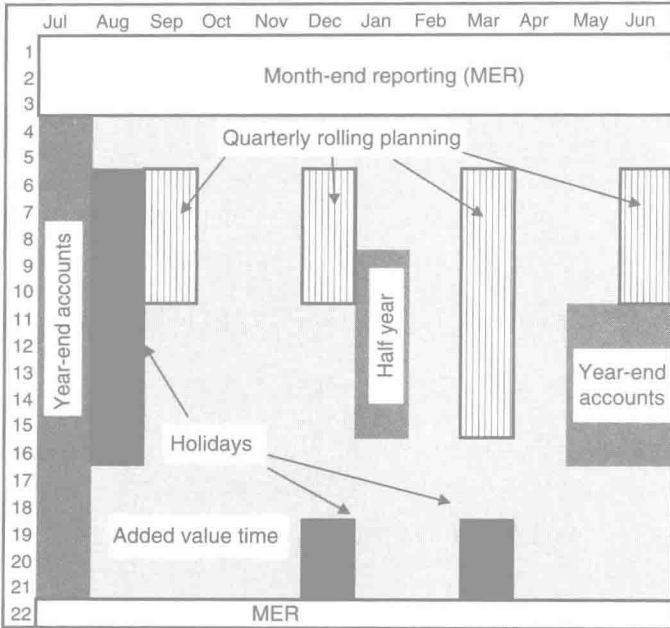 Jul Aug Sep Oct Nov Dec Jan Feb Mar Apr May Jun
1
2
3
Month-end reporting (MER)
4
5
Quarterly rolling planning
6
7
8
9
10
11
12
13
14
15
16
17
18
19
20
21
22
Year-end accounts
Half year
Year-end
accounts
Holidays
Added value time
MER